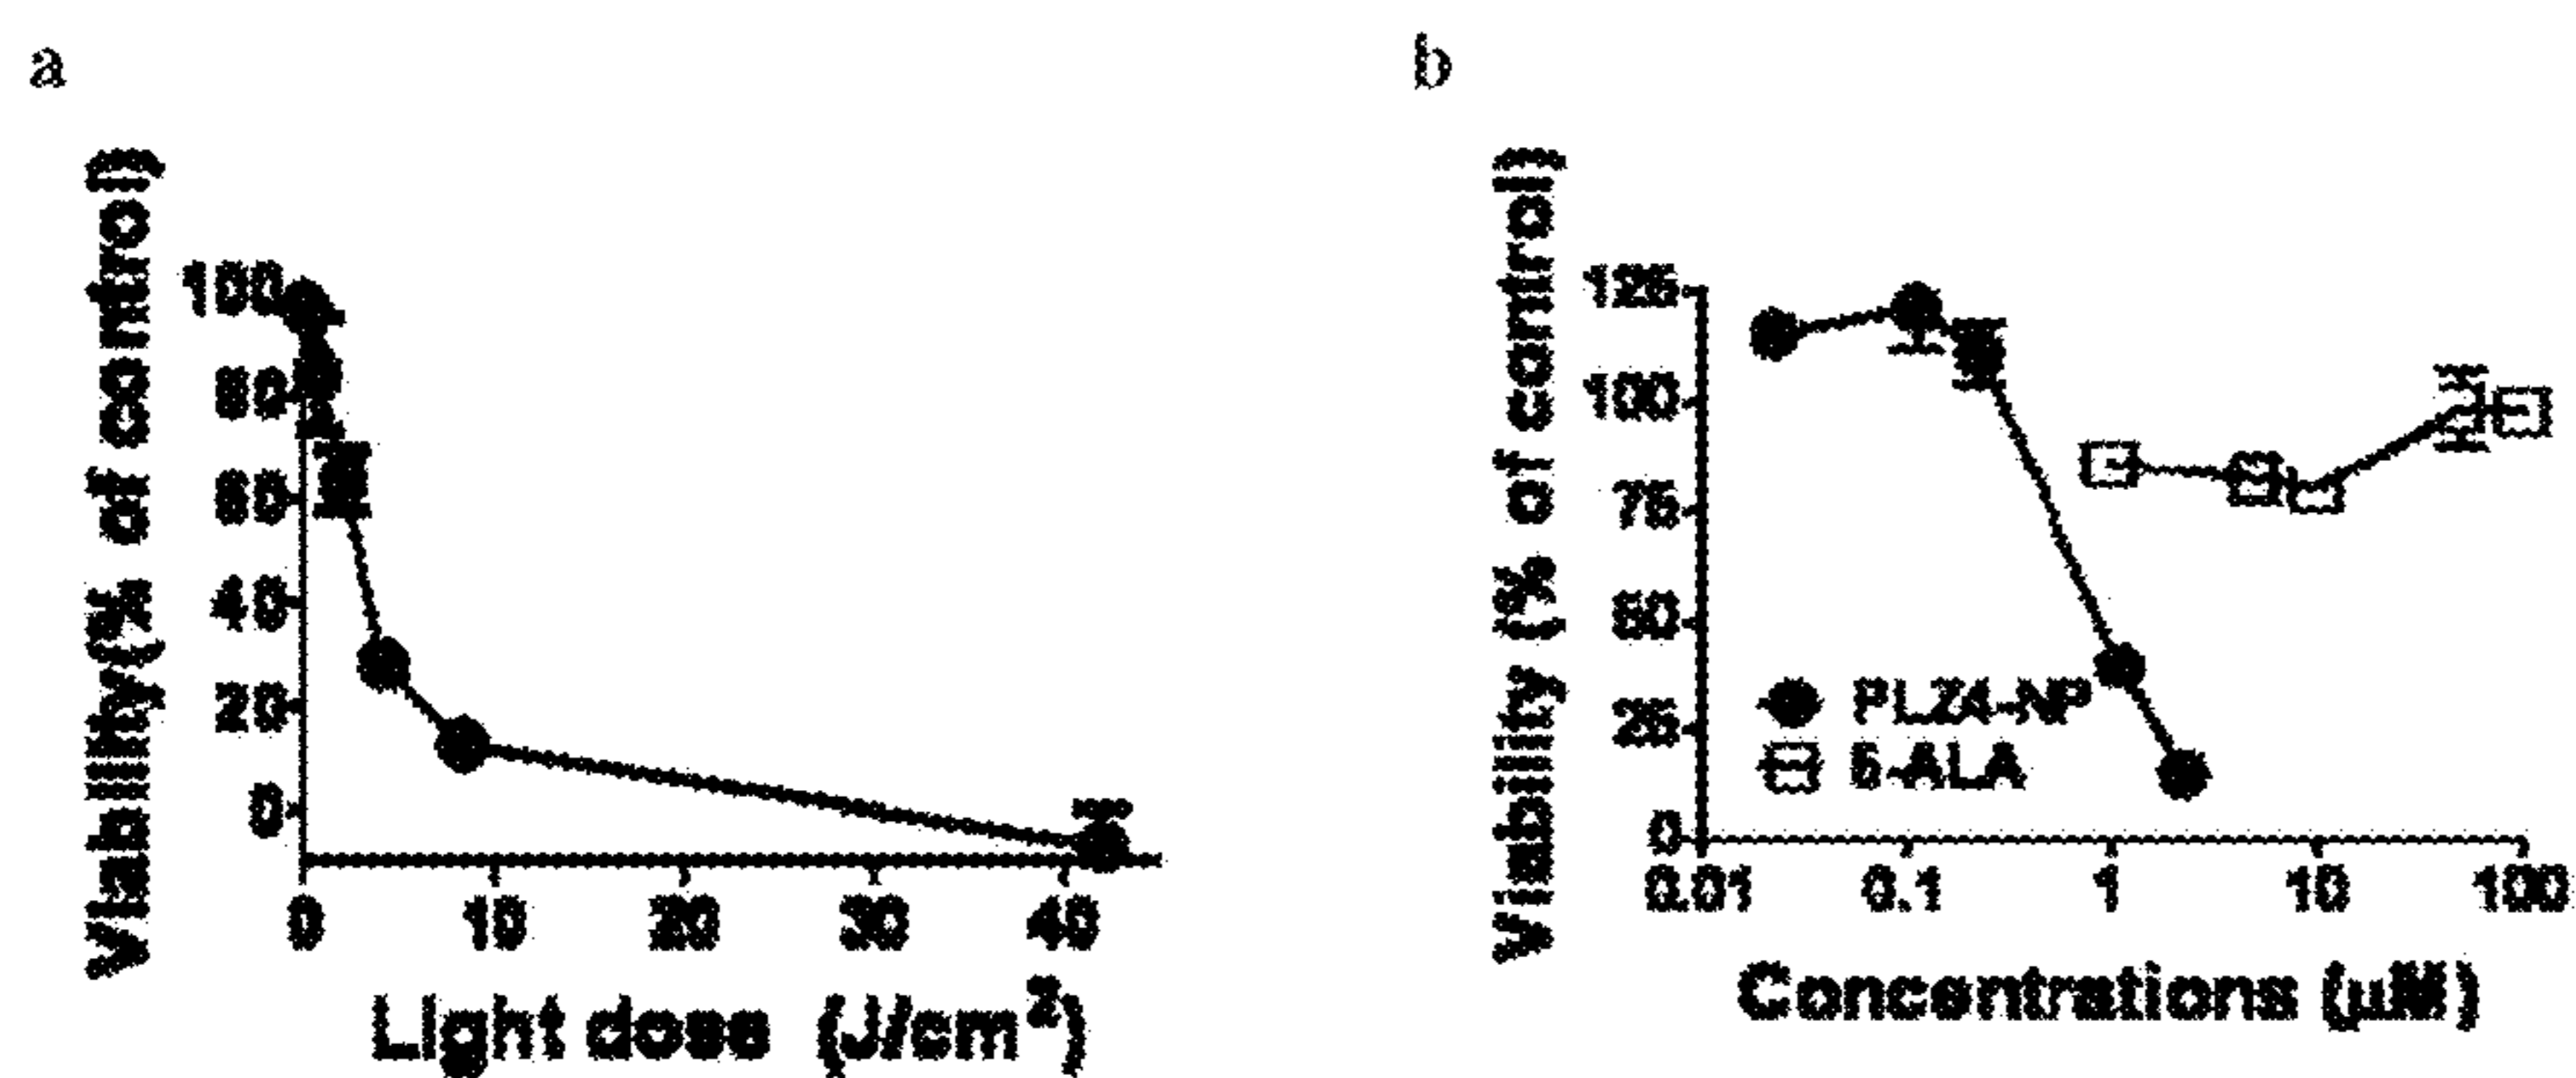 a
Viability(% of control)
100
80
60
40
20
0
0 10 20 30 40
Light dose (J/cm²)
b
Viability (% of control)
125
100
75
50
25
0
PLZ4-NP
5-ALA
0.01 0.1 1 10 100
Concentrations (μM)